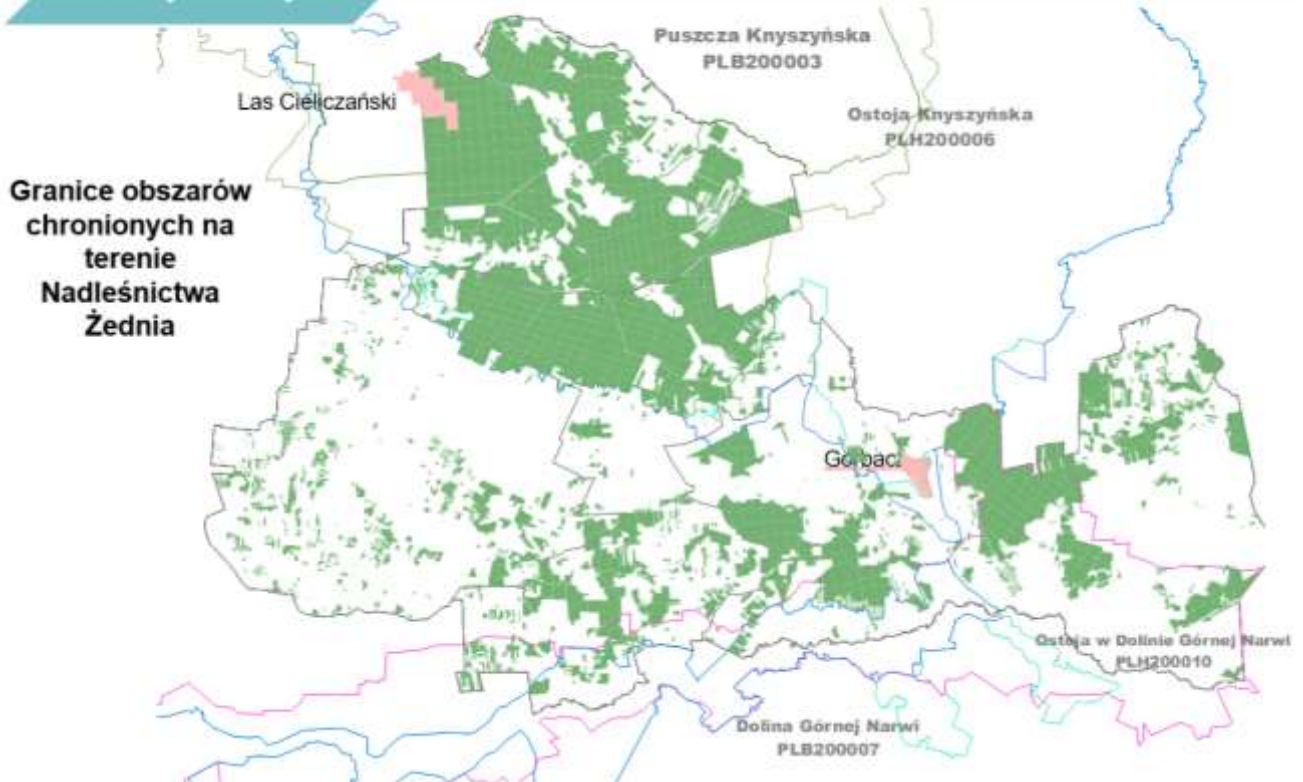 Puszcza Knyszyńska
PLB200003
Las Cieliczański
Ostoja Knyszyńska
PLH200006
Granice obszarów
chronionych na
terenie
Nadleśnictwa
Żednia
Gorbacz
Ostoja w Dolinie Górnej Narwi
PLH200010
Dolina Górnej Narwi
PLB200007